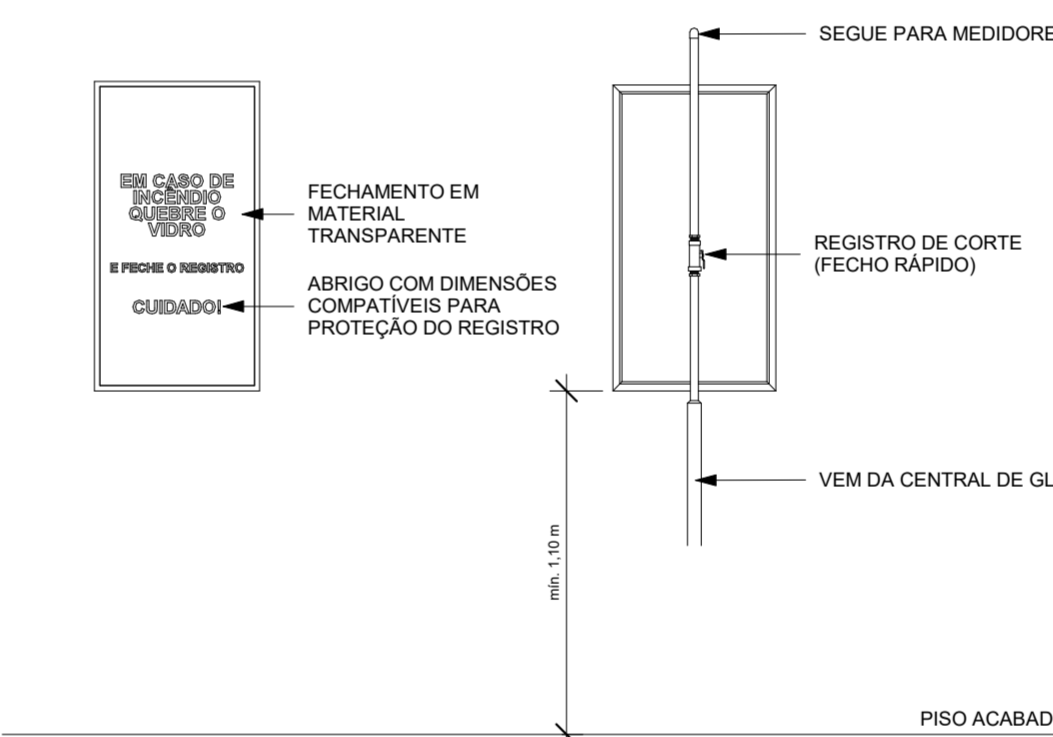 SEGUE PARA MEDIDORE
EM CASO DE
INCÊNDIO
QUEBRE O
VIDRO
E FECHE O REGISTRO
CUIDADO!
FECHAMENTO EM
MATERIAL
TRANSPARENTE
ABRIGO COM DIMENSÕES
COMPATÍVEIS PARA
PROTEÇÃO DO REGISTRO
REGISTRO DE CORTE
(FECHO RÁPIDO)
VEM DA CENTRAL DE GL
mín. 1,10 m
PISO ACABAD